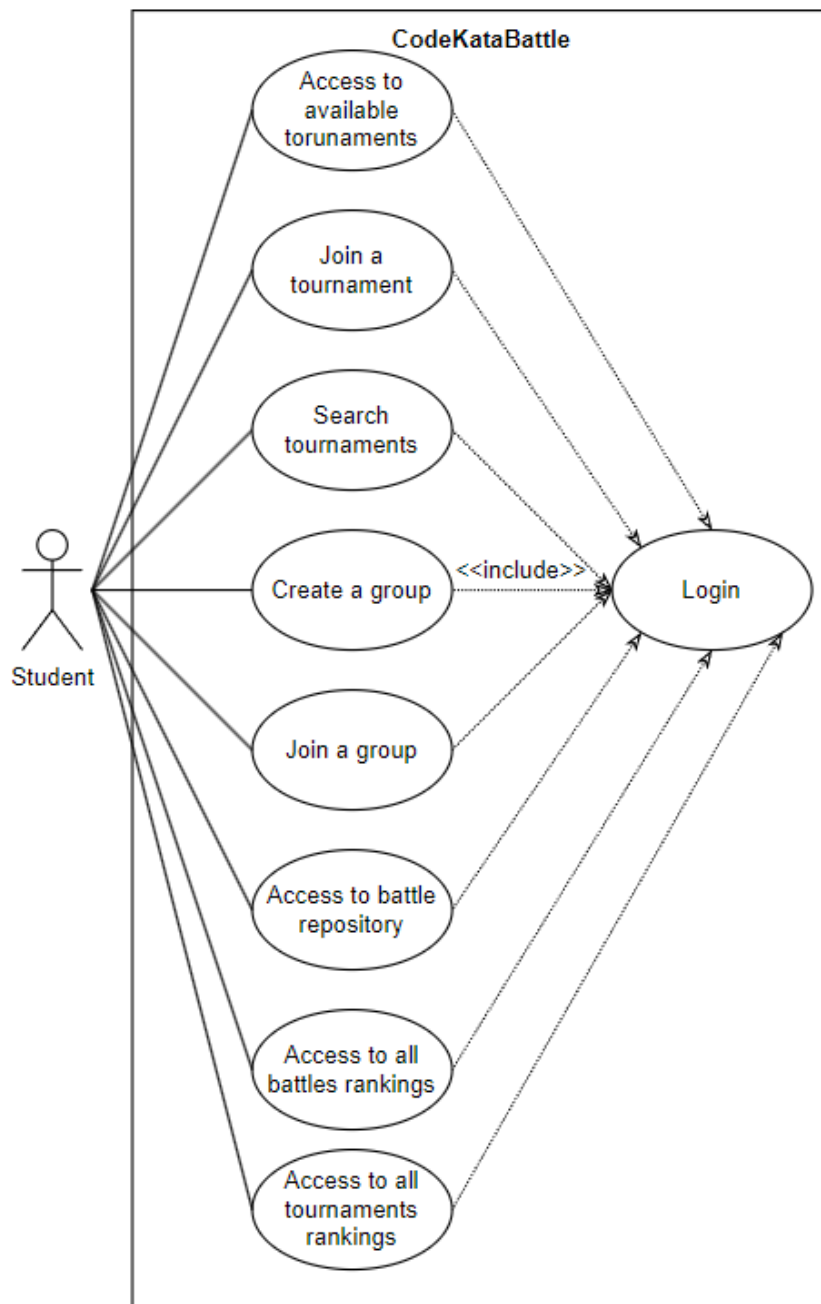 CodeKataBattle
Access to
available
torunaments
Join a
tournament
Search
tournaments
Create a group
<<include>>
Login
Student
Join a group
Access to battle
repository
Access to all
battles rankings
Access to all
tournaments
rankings